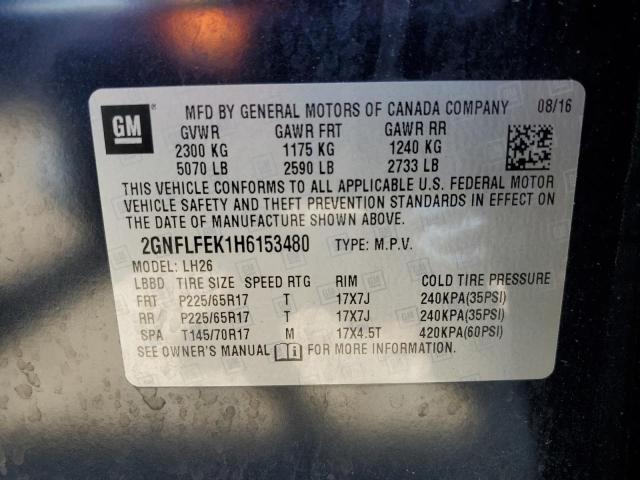 GM MFD BY GENERAL MOTORS OF CANADA COMPANY 08/16
GVWR GAWR FRT GAWR RR
2300 KG 1175 KG 1240 KG
5070 LB 2590 LB 2733 LB
THIS VEHICLE CONFORMS TO ALL APPLICABLE U.S. FEDERAL MOTOR
VEHICLE SAFETY AND THEFT PREVENTION STANDARDS IN EFFECT ON
THE DATE OF MANUFACTURE SHOWN ABOVE.
2GNFLFEK1H6153480 TYPE: M.P.V.
MODEL: LH26
LBBD TIRE SIZE SPEED RTG RIM COLD TIRE PRESSURE
FRT P225/65R17 T 17X7J 240KPA(35PSI)
RR P225/65R17 T 17X7J 240KPA(35PSI)
SPA T145/70R17 M 17X4.5T 420KPA(60PSI)
SEE OWNER'S MANUAL FOR MORE INFORMATION.